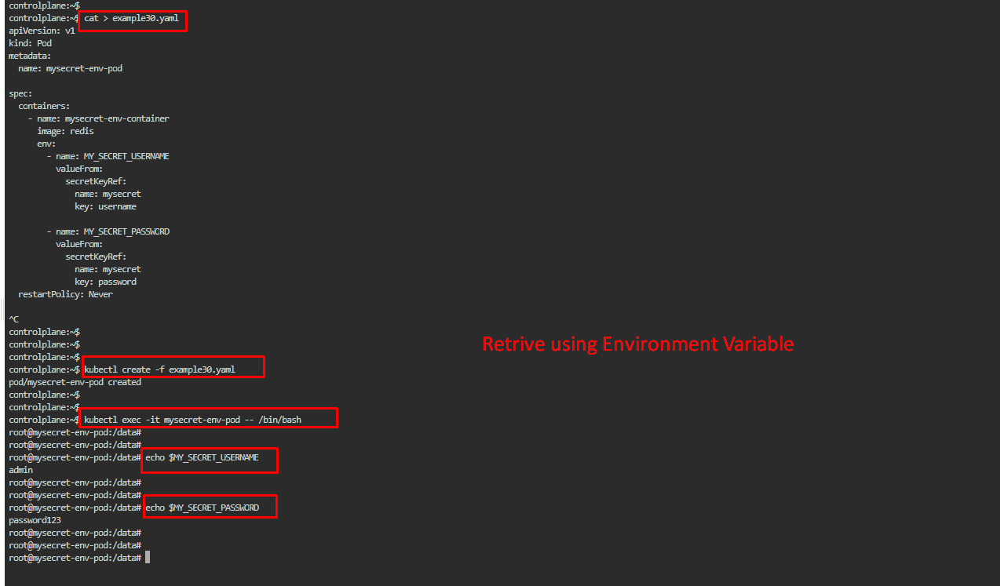 controlplane:~$
controlplane:~$ cat > example30.yaml
apiVersion: v1
kind: Pod
metadata:
  name: mysecret-env-pod

spec:
  containers:
    - name: mysecret-env-container
      image: redis
      env:
        - name: MY_SECRET_USERNAME
          valueFrom:
            secretKeyRef:
              name: mysecret
              key: username

        - name: MY_SECRET_PASSWORD
          valueFrom:
            secretKeyRef:
              name: mysecret
              key: password
  restartPolicy: Never

^C
controlplane:~$
controlplane:~$
Retrive using Environment Variable
controlplane:~$
controlplane:~$ kubectl create -f example30.yaml
pod/mysecret-env-pod created
controlplane:~$
controlplane:~$
controlplane:~$ kubectl exec -it mysecret-env-pod -- /bin/bash
root@mysecret-env-pod:/data#
root@mysecret-env-pod:/data#
root@mysecret-env-pod:/data# echo $MY_SECRET_USERNAME
admin
root@mysecret-env-pod:/data#
root@mysecret-env-pod:/data#
root@mysecret-env-pod:/data# echo $MY_SECRET_PASSWORD
password123
root@mysecret-env-pod:/data#
root@mysecret-env-pod:/data#
root@mysecret-env-pod:/data#